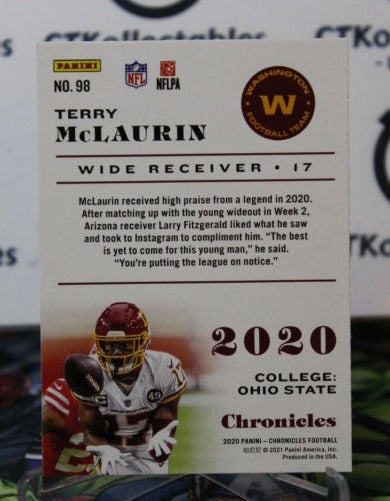 CTKollectables
PANINI
NO. 98
NFL
NFLPA
WASHINGTON
W
FOOTBALL TEAM
TERRY
McLAURIN
WIDE RECEIVER • 17
McLaurin received high praise from a legend in 2020.
After matching up with the young wideout in Week 2,
Arizona receiver Larry Fitzgerald liked what he saw
and took to Instagram to compliment him. “The best
is yet to come for this young man,” he said.
“You’re putting the league on notice.”
2020
COLLEGE:
OHIO STATE
Chronicles
2020 PANINI – CHRONICLES FOOTBALL
帕尼尼 © 2021 Panini America, Inc.
Produced in the USA.
17